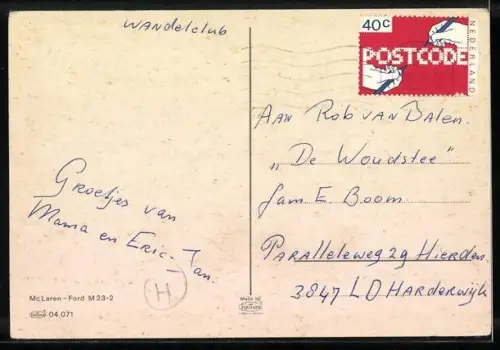 Wandelclub
40c
POSTCODE
NEDERLAND
Aan Rob van Balen.
"De Woudstee"
fam E. Boom.
Paralleleweg 29 Hierden
3847 LD Harderwijk
Groetjes van
Mama en Eric-Jan.
H
McLaren - Ford M 23-2
04.071